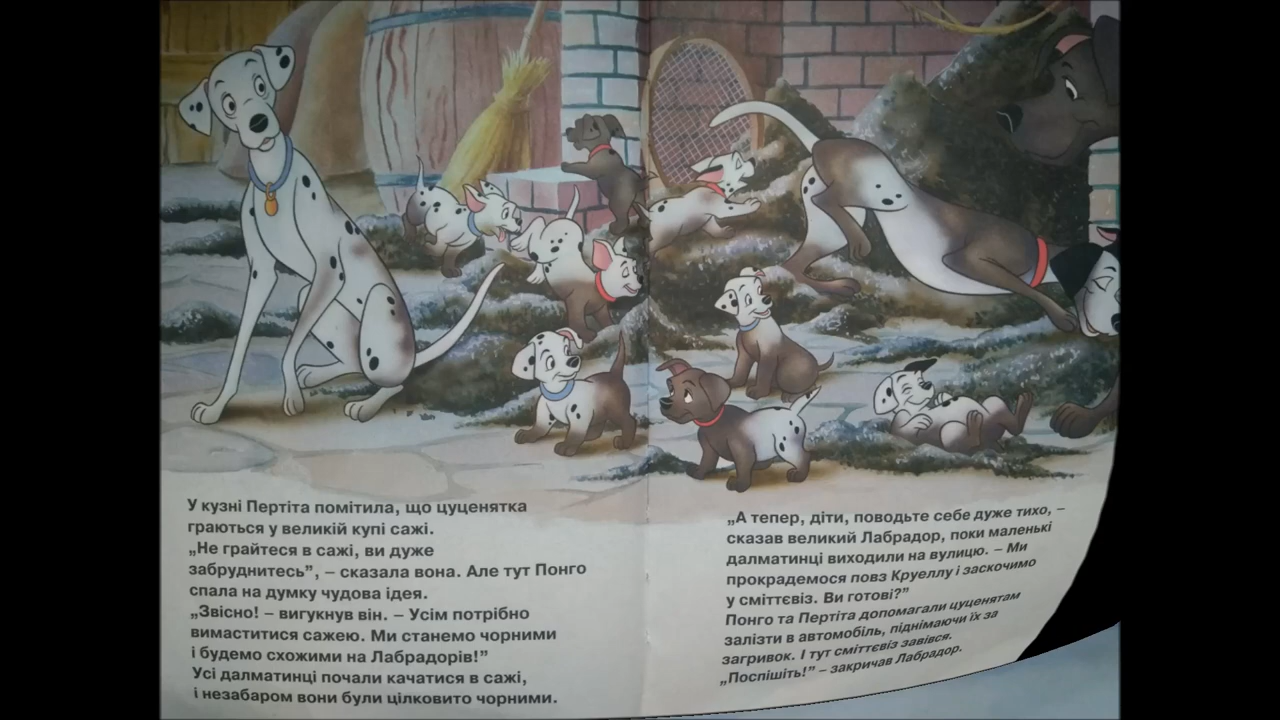 У кузні Пертіта помітила, що цуценятка
граються у великій купі сажі.
„Не грайтеся в сажі, ви дуже
забруднитесь”, – сказала вона. Але тут Понго
спала на думку чудова ідея.
„Звісно! – вигукнув він. – Усім потрібно
вимаститися сажею. Ми станемо чорними
і будемо схожими на Лабрадорів!”
Усі далматинці почали качатися в сажі,
і незабаром вони були цілковито чорними.
„А тепер, діти, поводьте себе дуже тихо, –
сказав великий Лабрадор, поки маленькі
далматинці виходили на вулицю. – Ми
прокрадемося повз Круеллу і заскочимо
у сміттєвіз. Ви готові?”
Понго та Пертіта допомагали цуценятам
залізти в автомобіль, піднімаючи їх за
загривок. І тут сміттєвіз завівся.
„Поспішіть!” – закричав Лабрадор.